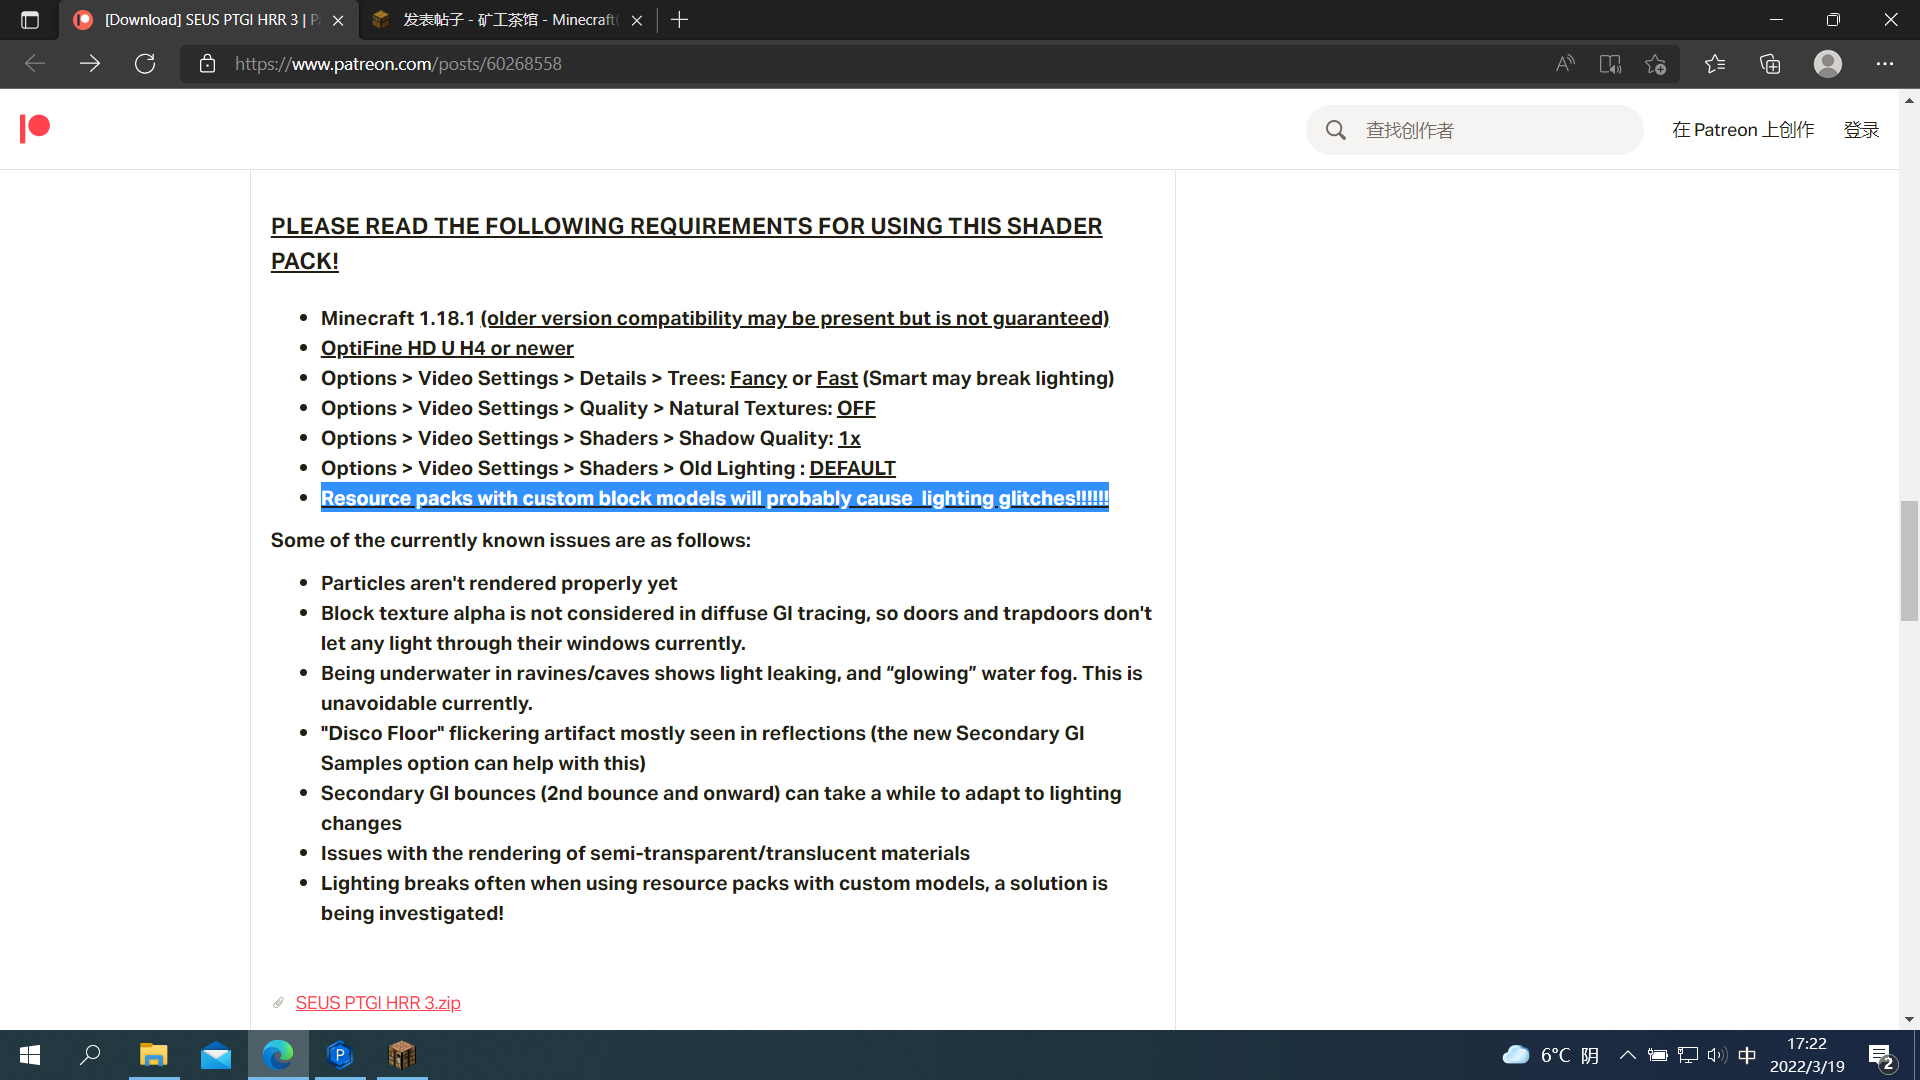 [Download] SEUS PTGI HRR 3 | P
发表帖子 - 矿工茶馆 - Minecraft(
https://www.patreon.com/posts/60268558
查找创作者
在 Patreon 上创作
登录
PLEASE READ THE FOLLOWING REQUIREMENTS FOR USING THIS SHADER
PACK!
Minecraft 1.18.1 (older version compatibility may be present but is not guaranteed)
OptiFine HD U H4 or newer
Options > Video Settings > Details > Trees: Fancy or Fast (Smart may break lighting)
Options > Video Settings > Quality > Natural Textures: OFF
Options > Video Settings > Shaders > Shadow Quality: 1x
Options > Video Settings > Shaders > Old Lighting : DEFAULT
Resource packs with custom block models will probably cause  lighting glitches!!!!!!
Some of the currently known issues are as follows:
Particles aren't rendered properly yet
Block texture alpha is not considered in diffuse GI tracing, so doors and trapdoors don't
let any light through their windows currently.
Being underwater in ravines/caves shows light leaking, and “glowing” water fog. This is
unavoidable currently.
"Disco Floor" flickering artifact mostly seen in reflections (the new Secondary GI
Samples option can help with this)
Secondary GI bounces (2nd bounce and onward) can take a while to adapt to lighting
changes
Issues with the rendering of semi-transparent/translucent materials
Lighting breaks often when using resource packs with custom models, a solution is
being investigated!
SEUS PTGI HRR 3.zip
P
6°C 阴
中
17:22
2022/3/19
2